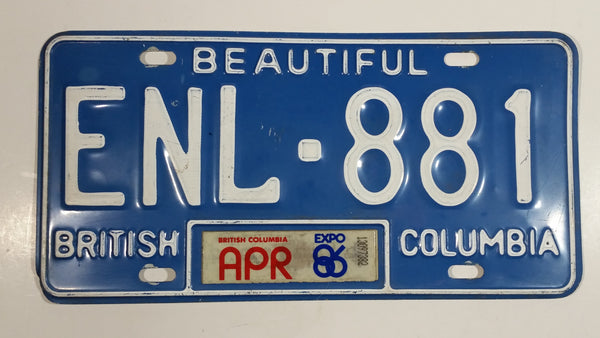 BEAUTIFUL
ENL·881
BRITISH COLUMBIA
BRITISH COLUMBIA EXPO
APR 86